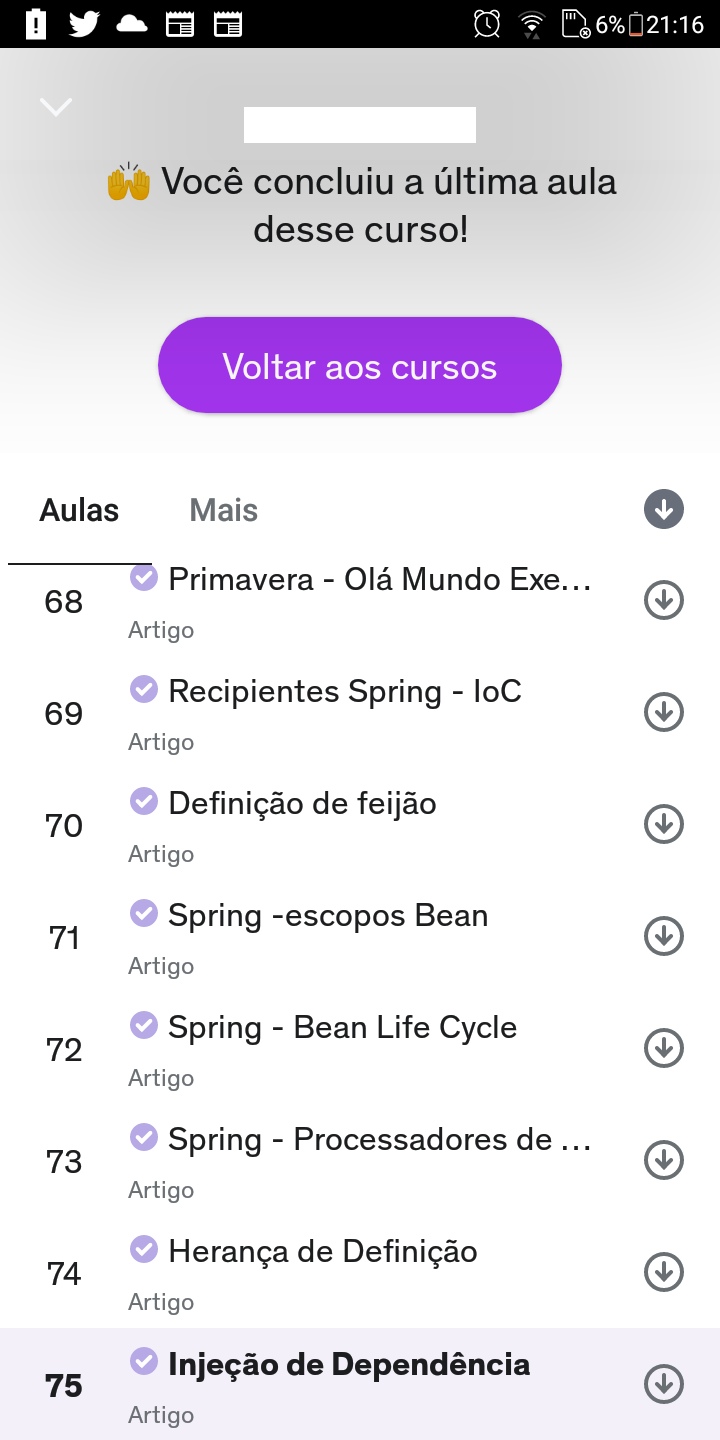 6% 21:16
🙌 Você concluiu a última aula
desse curso!
Voltar aos cursos
Aulas Mais
68 Primavera - Olá Mundo Exe...
Artigo
69 Recipientes Spring - IoC
Artigo
70 Definição de feijão
Artigo
71 Spring -escopos Bean
Artigo
72 Spring - Bean Life Cycle
Artigo
73 Spring - Processadores de ...
Artigo
74 Herança de Definição
Artigo
75 Injeção de Dependência
Artigo